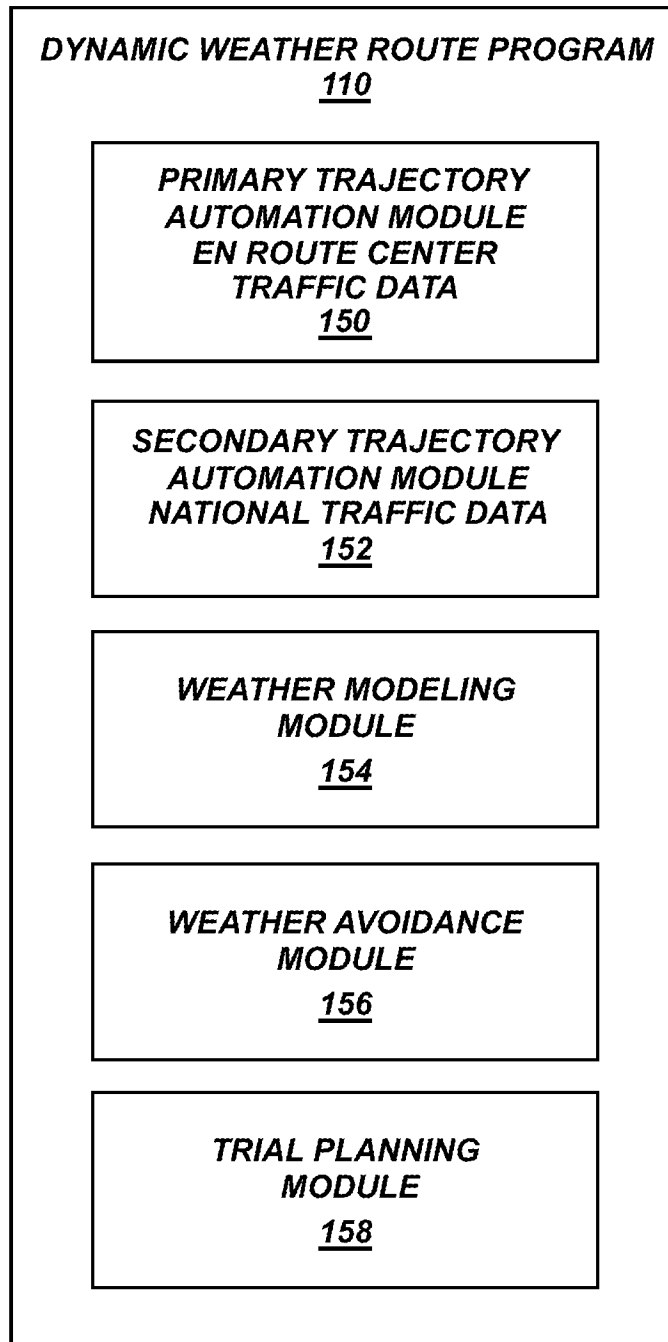 DYNAMIC WEATHER ROUTE PROGRAM
110
PRIMARY TRAJECTORY
AUTOMATION MODULE
EN ROUTE CENTER
TRAFFIC DATA
150
SECONDARY TRAJECTORY
AUTOMATION MODULE
NATIONAL TRAFFIC DATA
152
WEATHER MODELING
MODULE
154
WEATHER AVOIDANCE
MODULE
156
TRIAL PLANNING
MODULE
158